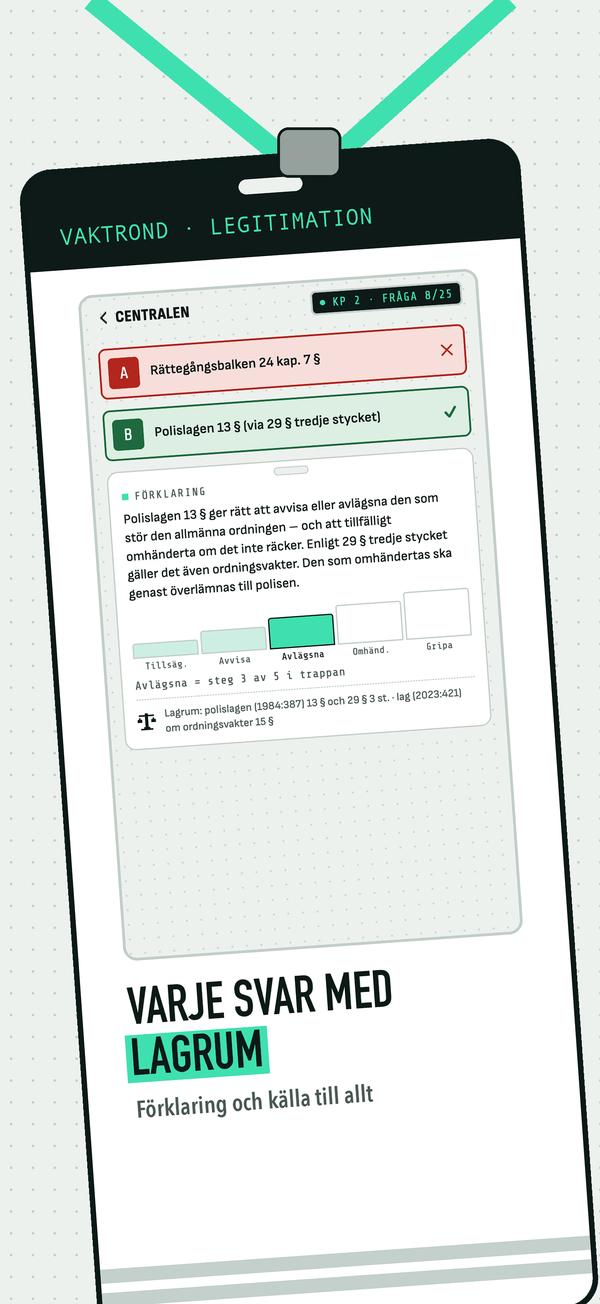 VAKTROND · LEGITIMATION
CENTRALEN
KP 2 · FRÅGA 8/25
A Rättegångsbalken 24 kap. 7 §
B Polislagen 13 § (via 29 § tredje stycket)
FÖRKLARING
Polislagen 13 § ger rätt att avvisa eller avlägsna den som
stör den allmänna ordningen – och att tillfälligt
omhänderta om det inte räcker. Enligt 29 § tredje stycket
gäller det även ordningsvakter. Den som omhändertas ska
genast överlämnas till polisen.
Tillsäg. Avvisa Avlägsna Omhänd. Gripa
Avlägsna = steg 3 av 5 i trappan
Lagrum: polislagen (1984:387) 13 § och 29 § 3 st. · lag (2023:421)
om ordningsvakter 15 §
VARJE SVAR MED
LAGRUM
Förklaring och källa till allt